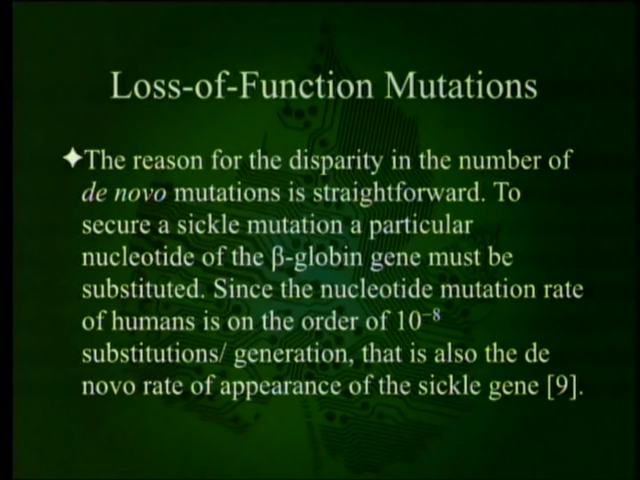 Loss-of-Function Mutations
✦The reason for the disparity in the number of
de novo mutations is straightforward. To
secure a sickle mutation a particular
nucleotide of the β-globin gene must be
substituted. Since the nucleotide mutation rate
of humans is on the order of 10⁻⁸
substitutions/ generation, that is also the de
novo rate of appearance of the sickle gene [9].